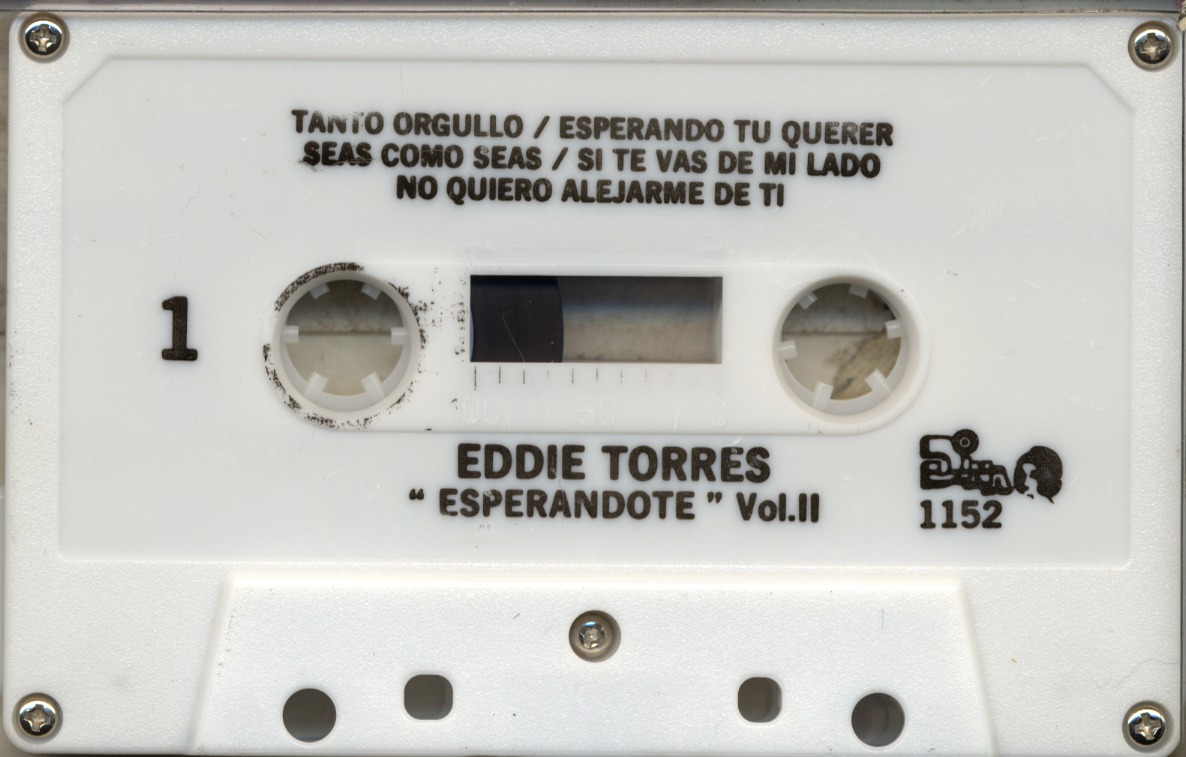 TANTO ORGULLO / ESPERANDO TU QUERER
SEAS COMO SEAS / SI TE VAS DE MI LADO
NO QUIERO ALEJARME DE TI
1
50 0
EDDIE TORRES
“ ESPERANDOTE ” Vol.II
1152